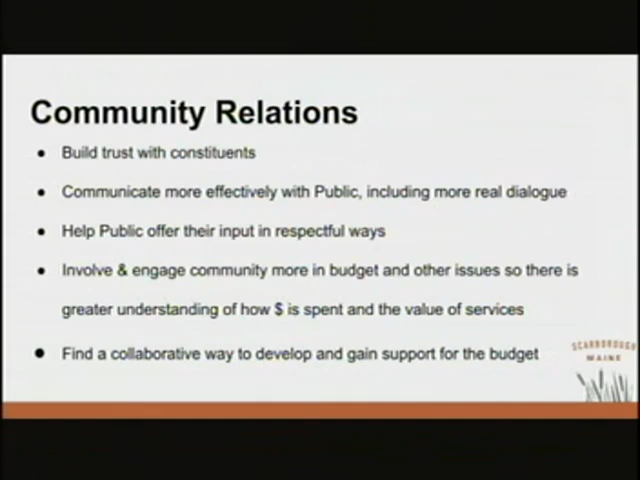 Community Relations
● Build trust with constituents
● Communicate more effectively with Public, including more real dialogue
● Help Public offer their input in respectful ways
● Involve & engage community more in budget and other issues so there is
greater understanding of how $ is spent and the value of services
● Find a collaborative way to develop and gain support for the budget
SCARBOROUGH
MAINE